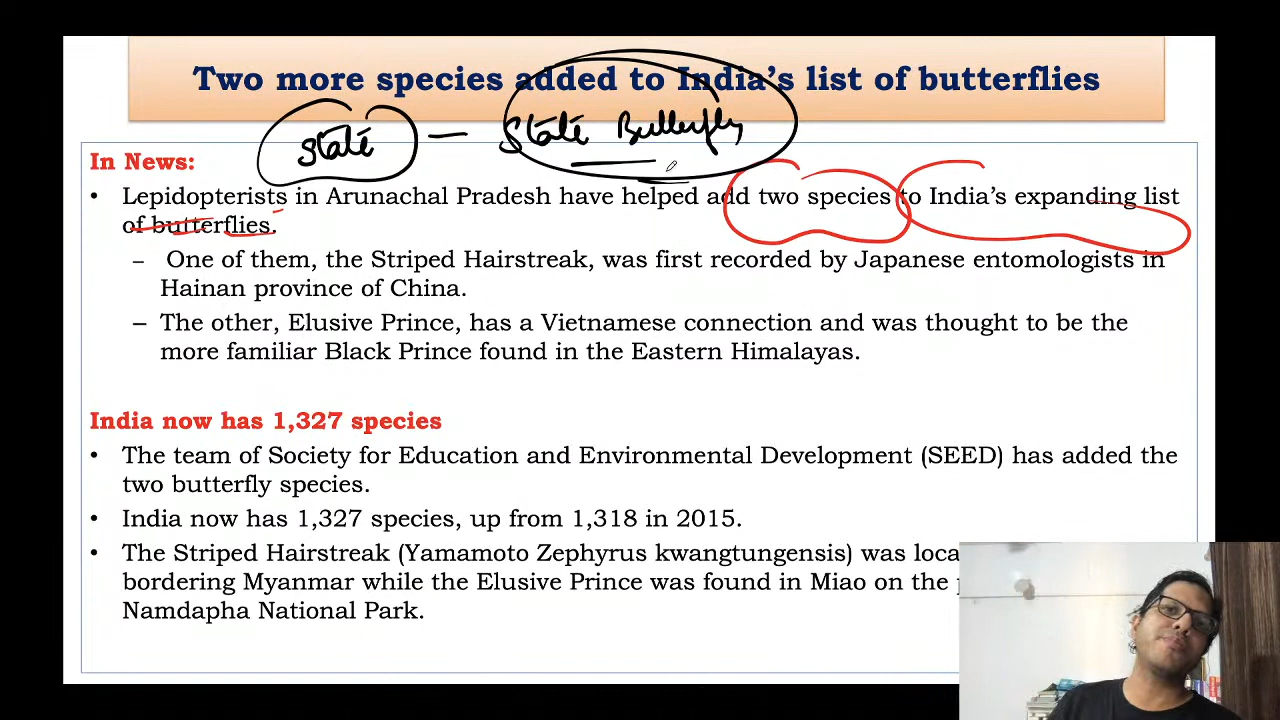 Two more species added to India's list of butterflies
State — State Butterfly
In News:
• Lepidopterists in Arunachal Pradesh have helped add two species to India's expanding list
of butterflies.
– One of them, the Striped Hairstreak, was first recorded by Japanese entomologists in
Hainan province of China.
– The other, Elusive Prince, has a Vietnamese connection and was thought to be the
more familiar Black Prince found in the Eastern Himalayas.
India now has 1,327 species
• The team of Society for Education and Environmental Development (SEED) has added the
two butterfly species.
• India now has 1,327 species, up from 1,318 in 2015.
• The Striped Hairstreak (Yamamoto Zephyrus kwangtungensis) was
bordering Myanmar while the Elusive Prince was found in Miao on the
Namdapha National Park.